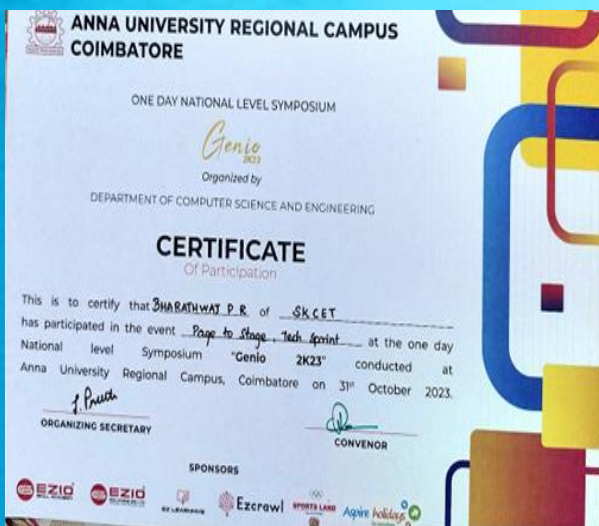 ANNA UNIVERSITY REGIONAL CAMPUS
COIMBATORE
ONE DAY NATIONAL LEVEL SYMPOSIUM
Genio
2K23
Organized by
DEPARTMENT OF COMPUTER SCIENCE AND ENGINEERING
CERTIFICATE
Of Participation
This is to certify that BHARATHWAJ P R of SKCET
has participated in the event Page to Stage, Tech Sprint at the one day
National level Symposium "Genio 2K23" conducted at
Anna University Regional Campus, Coimbatore on 31st October 2023.
ORGANIZING SECRETARY
CONVENOR
SPONSORS
EZIO EZIO EZ LEARNING Ezcrawl SPORTS LAND Aspire holidays